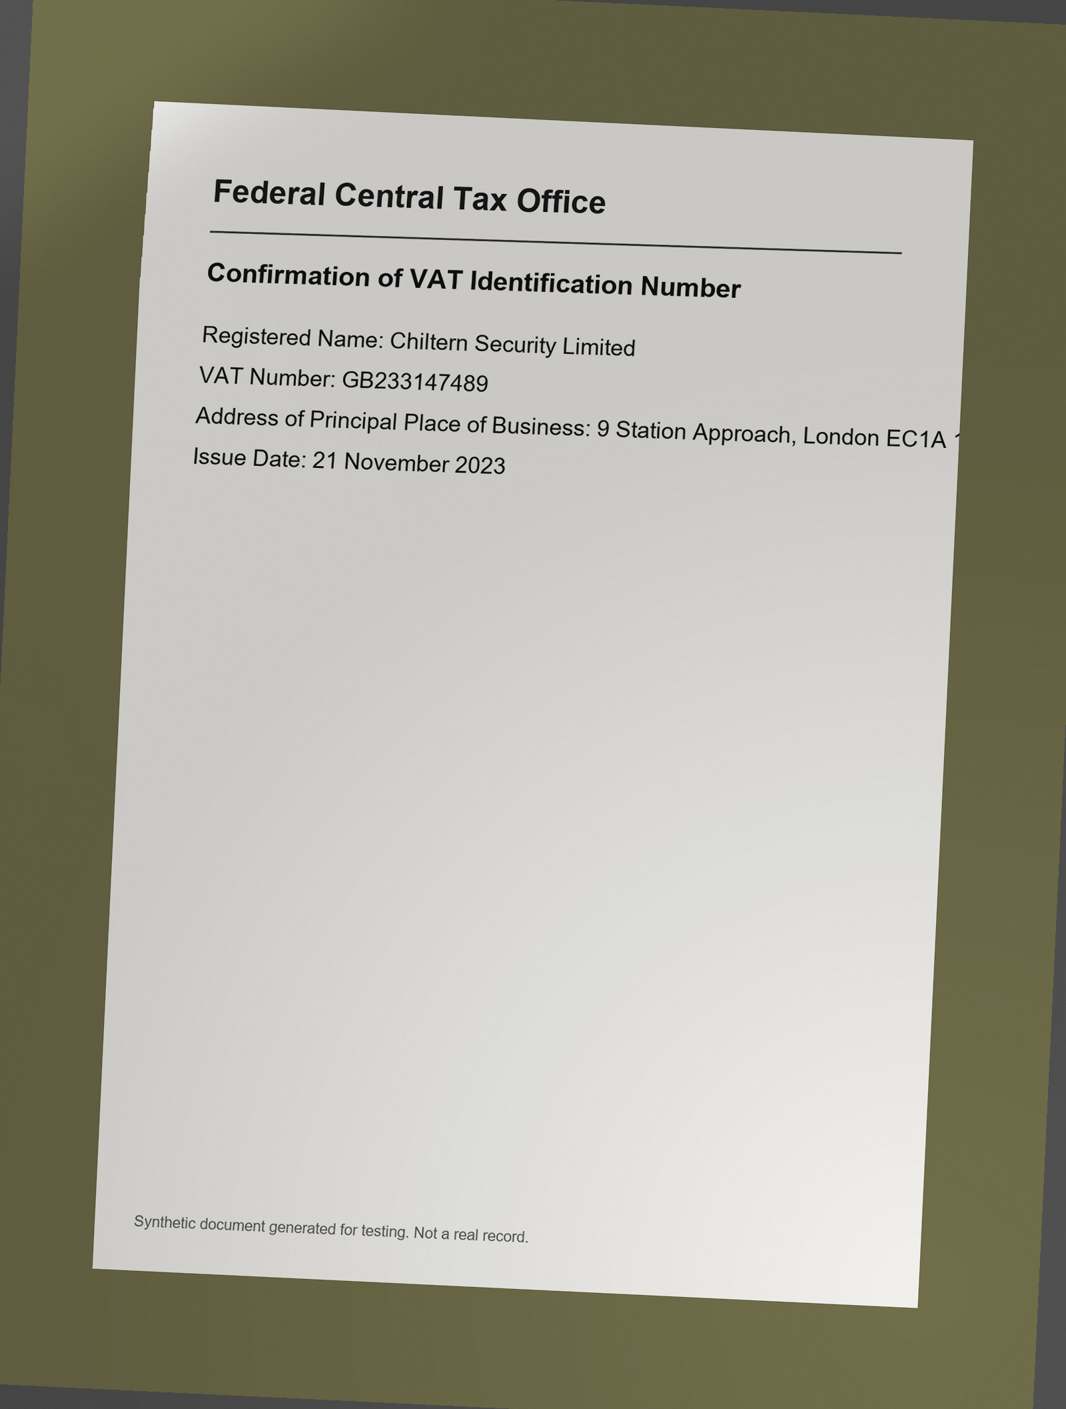 Federal Central Tax Office
Confirmation of VAT Identification Number
Registered Name: Chiltern Security Limited
VAT Number: GB233147489
Address of Principal Place of Business: 9 Station Approach, London EC1A
Issue Date: 21 November 2023
Synthetic document generated for testing. Not a real record.